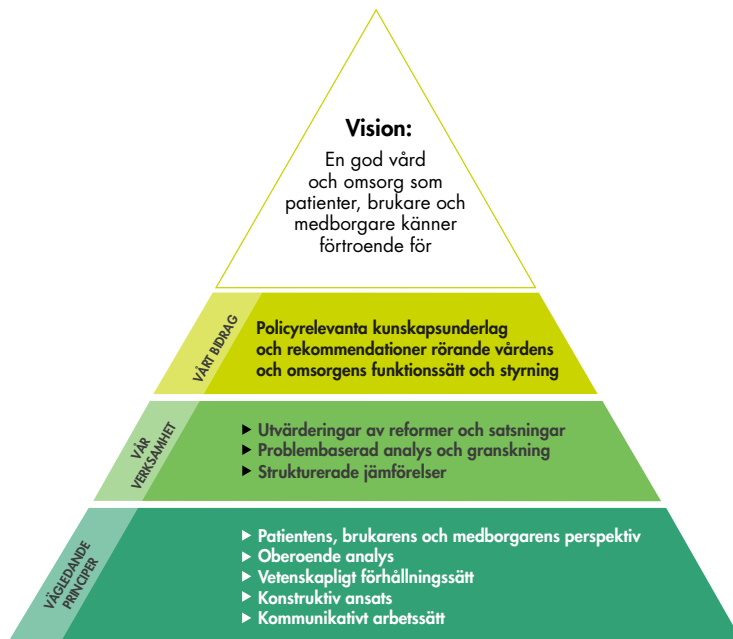 Vision:
En god vård
och omsorg som
patienter, brukare och
medborgare känner
förtroende för
VÅRT BIDRAG
Policyrelevanta kunskapsunderlag
och rekommendationer rörande vårdens
och omsorgens funktionssätt och styrning
VÅR
VERKSAMHET
▶ Utvärderingar av reformer och satsningar
▶ Problembaserad analys och granskning
▶ Strukturerade jämförelser
VÄGLEDANDE
PRINCIPER
▶ Patientens, brukarens och medborgarens perspektiv
▶ Oberoende analys
▶ Vetenskapligt förhållningssätt
▶ Konstruktiv ansats
▶ Kommunikativt arbetssätt